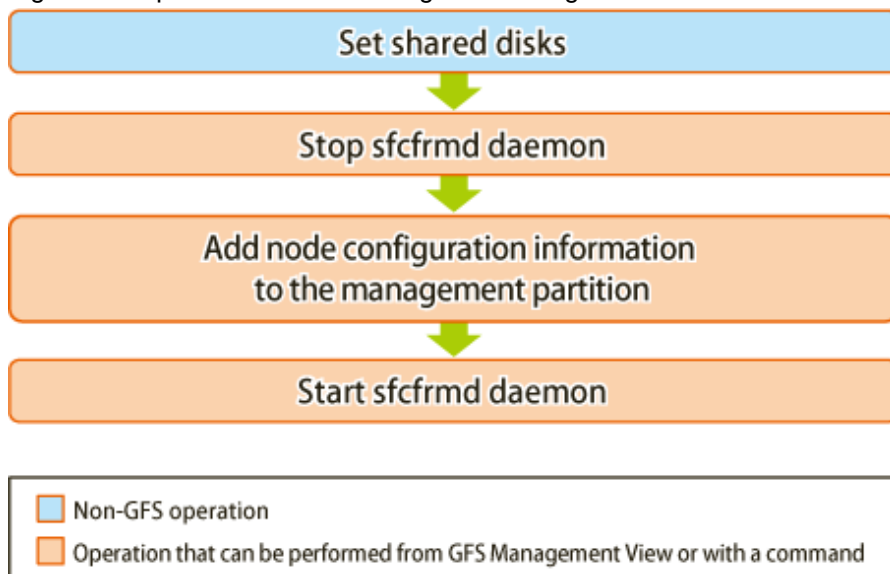 Set shared disks
Stop sfcfrmd daemon
Add node configuration information
to the management partition
Start sfcfrmd daemon
Non-GFS operation
Operation that can be performed from GFS Management View or with a command